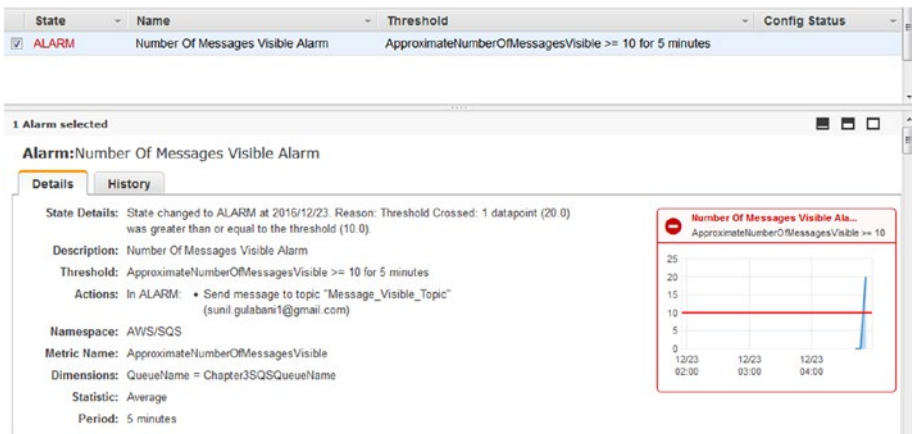 State Name Threshold Config Status
ALARM Number Of Messages Visible Alarm ApproximateNumberOfMessagesVisible >= 10 for 5 minutes
1 Alarm selected
Alarm:Number Of Messages Visible Alarm
Details History
State Details: State changed to ALARM at 2016/12/23. Reason: Threshold Crossed: 1 datapoint (20.0)
was greater than or equal to the threshold (10.0).
Description: Number Of Messages Visible Alarm
Threshold: ApproximateNumberOfMessagesVisible >= 10 for 5 minutes
Actions: In ALARM: • Send message to topic "Message_Visible_Topic"
(sunil.gulabani1@gmail.com)
Namespace: AWS/SQS
Metric Name: ApproximateNumberOfMessagesVisible
Dimensions: QueueName = Chapter3SQSQueueName
Statistic: Average
Period: 5 minutes
Number Of Messages Visible Ala...
ApproximateNumberOfMessagesVisible >= 10
25
20
15
10
5
0
12/23 12/23 12/23
02:00 03:00 04:00